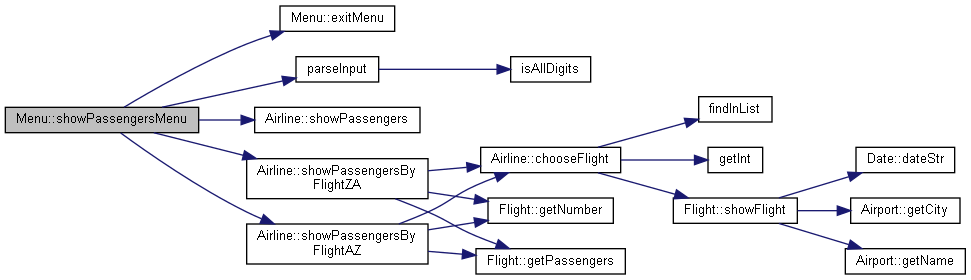 Menu::exitMenu
parseInput
isAllDigits
Menu::showPassengersMenu
Airline::showPassengers
findInList
Airline::chooseFlight
getInt
Date::dateStr
Airline::showPassengersBy
FlightZA
Flight::getNumber
Flight::showFlight
Airport::getCity
Airline::showPassengersBy
FlightAZ
Flight::getPassengers
Airport::getName